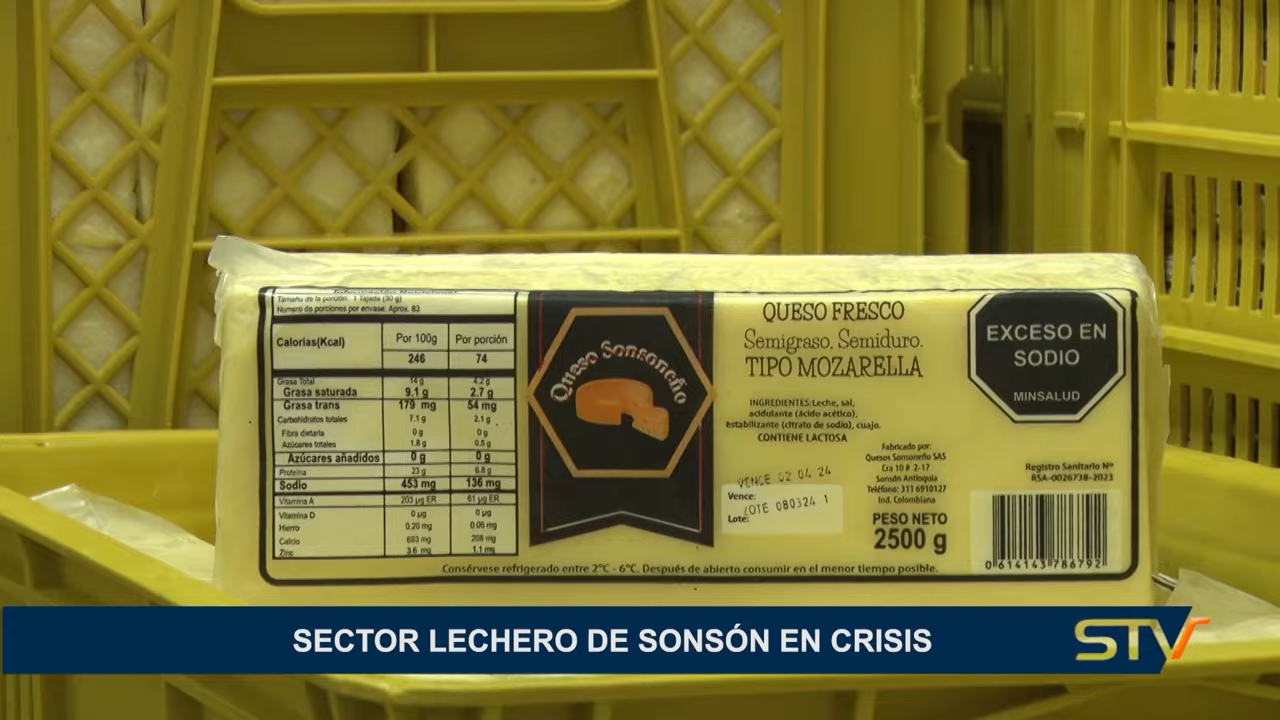 Tamaño de la porción: 1 Tajada (30 g)
Numero do porciones por envase: Aprox. 83
Calorías(Kcal) Por 100g Por porción
246 74
Grasa Total 14 g 4.2 g
Grasa saturada 9.1 g 2.7 g
Grasa trans 179 mg 54 mg
Carbohidratos totales 7.1 g 2.1 g
Fibra dietaria 0 g 0 g
Azúcares totales 1.8 g 0.5 g
Azúcares añadidos 0 g 0 g
Proteína 23 g 6.8 g
Sodio 453 mg 136 mg
Vitamina A 203 µg ER 61 µg ER
Vitamina D 0 µg 0 µg
Hierro 0.20 mg 0.06 mg
Calcio 693 mg 208 mg
Zinc 3.6 mg 1.1 mg
Queso Sonsoneño
QUESO FRESCO
Semigraso, Semiduro.
TIPO MOZARELLA
INGREDIENTES:Leche, sal,
acidulante (ácido acético),
estabilizante (citrato de sodio), cuajo.
CONTIENE LACTOSA
VENCE 02 04 24
Vence:
LOTE 080324 1
Lote:
Fabricado por:
Quesos Sonsoneño SAS
Cra 10 # 2-17
Sonsón Antioquia
Teléfono: 311 6910127
Ind. Colombiana
PESO NETO
2500 g
EXCESO EN
SODIO
MINSALUD
Registro Sanitario Nº
RSA-0026738-2023
0 614143 786792
Consérvese refrigerado entre 2°C - 6°C. Después de abierto consumir en el menor tiempo posible.
SECTOR LECHERO DE SONSÓN EN CRISIS
STV